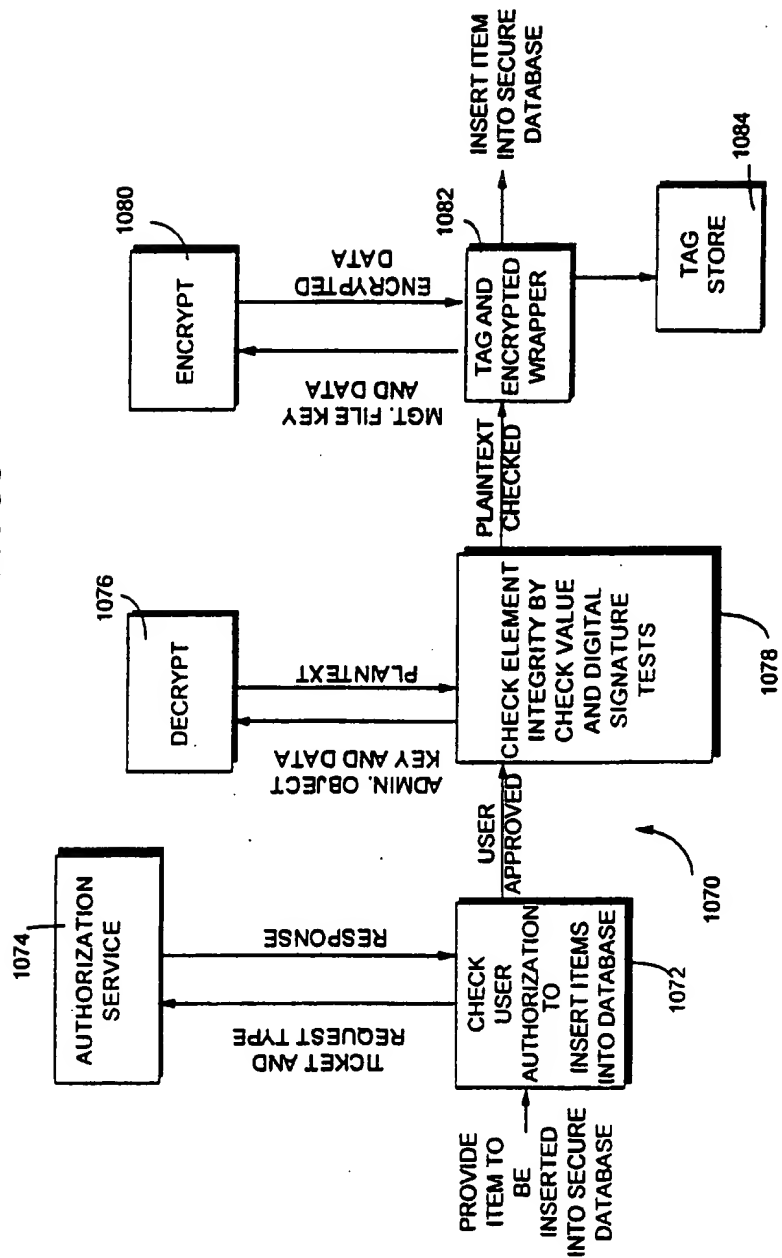 PROVIDE
ITEM TO
BE
INSERTED
INTO SECURE
DATABASE
CHECK
USER
AUTHORIZATION
TO
INSERT ITEMS
INTO DATABASE
1072
TICKET AND
REQUEST TYPE
RESPONSE
AUTHORIZATION
SERVICE
1074
1070
USER
APPROVED
CHECK ELEMENT
INTEGRITY BY
CHECK VALUE
AND DIGITAL
SIGNATURE
TESTS
1078
ADMIN. OBJECT
KEY AND DATA
PLAINTEXT
DECRYPT
1076
PLAINTEXT
CHECKED
TAG AND
ENCRYPTED
WRAPPER
1082
MGT. FILE KEY
AND DATA
ENCRYPTED
DATA
ENCRYPT
1080
INSERT ITEM
INTO SECURE
DATABASE
TAG
STORE
1084